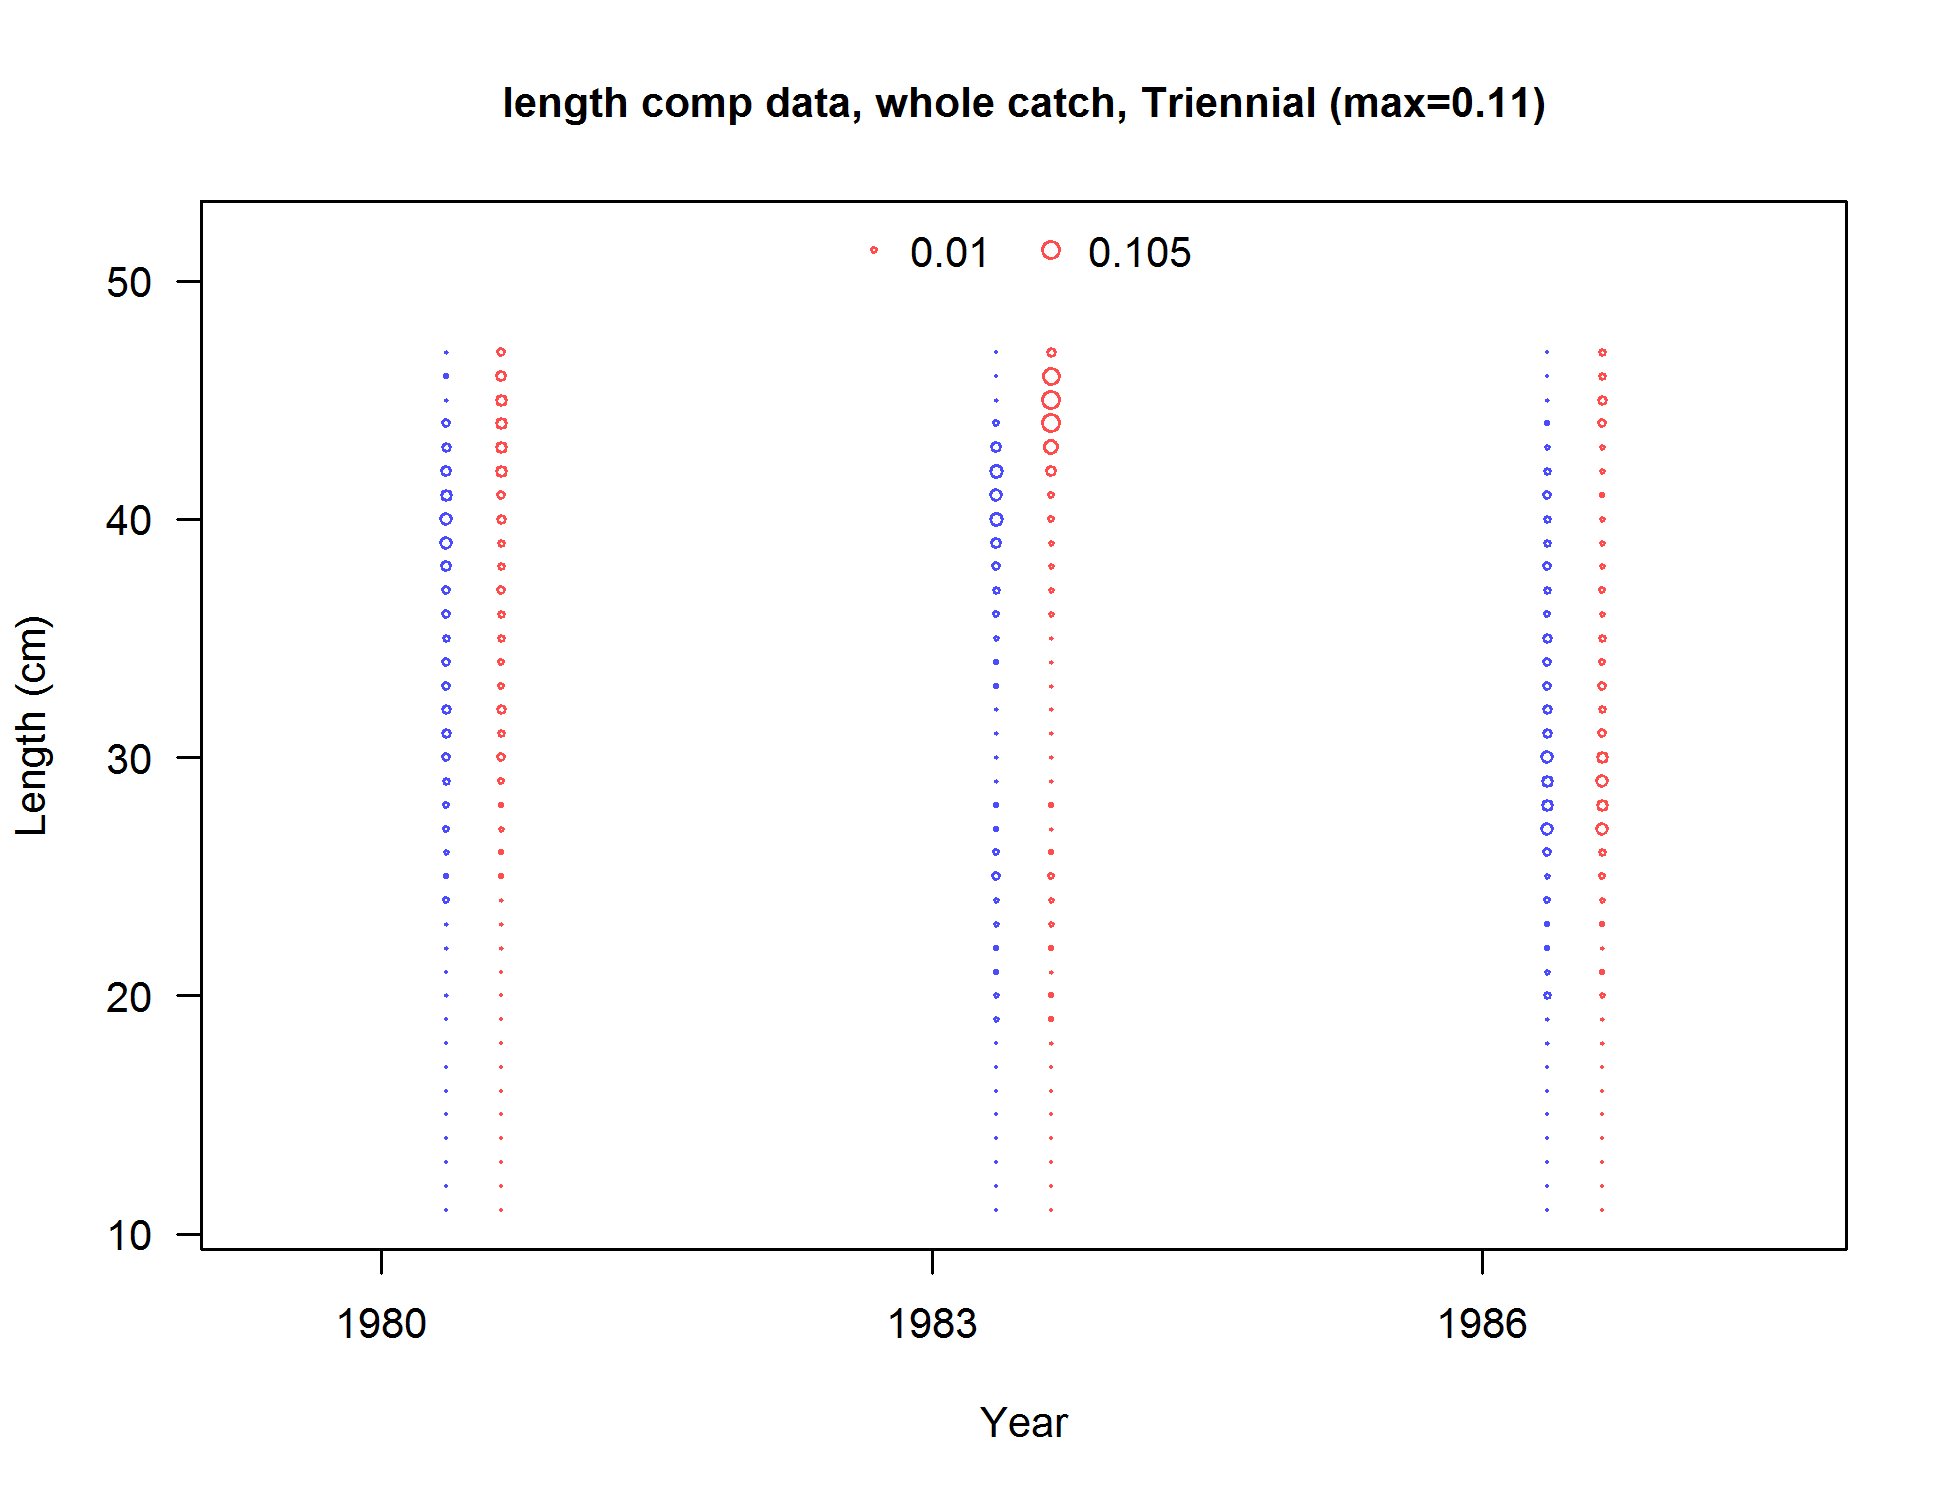 length comp data, whole catch, Triennial (max=0.11)
0.01 0.105
50
40
30
20
10
Length (cm)
1980 1983 1986
Year